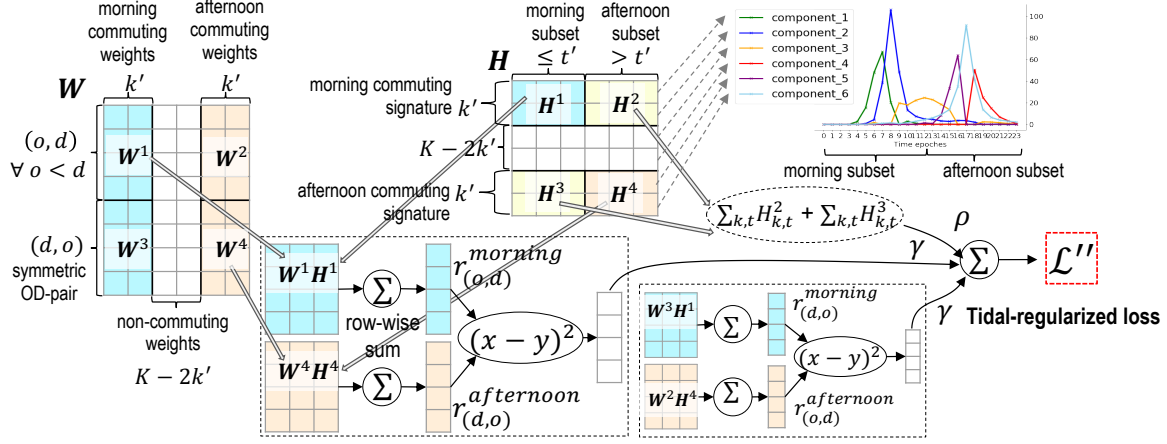 morning
commuting
weights
afternoon
commuting
weights
k′
k′
W
(o, d)
∀ o < d
(d, o)
symmetric
OD-pair
W¹
W²
W³
W⁴
non-commuting
weights
K − 2k′
morning
subset
≤ t′
afternoon
subset
> t′
H
morning commuting
signature
k′
K − 2k′
afternoon commuting
signature
k′
H¹
H²
H³
H⁴
component_1
component_2
component_3
component_4
component_5
component_6
100
80
60
40
20
0
0 1 2 3 4 5 6 7 8 9 10 11 12 13 14 15 16 17 18 19 20 21 22 23
Time epoches
morning subset
afternoon subset
∑k,t H²k,t + ∑k,t H³k,t
ρ
γ
γ
∑
ℒ′′
Tidal-regularized loss
W¹H¹
∑
r(o,d)^morning
row-wise
sum
(x − y)²
W⁴H⁴
∑
r(d,o)^afternoon
W³H¹
∑
r(d,o)^morning
(x − y)²
W²H⁴
∑
r(o,d)^afternoon